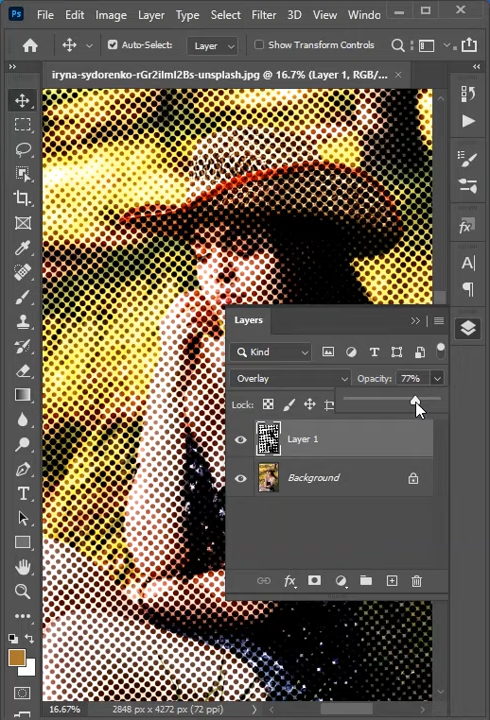 Ps File Edit Image Layer Type Select Filter 3D View Windo
Auto-Select: Layer Show Transform Controls
iryna-sydorenko-rGr2ilmI2Bs-unsplash.jpg @ 16.7% (Layer 1, RGB/...
Layers
Kind
Overlay Opacity: 77%
Lock:
Layer 1
Background
16.67% 2848 px x 4272 px (72 ppi)